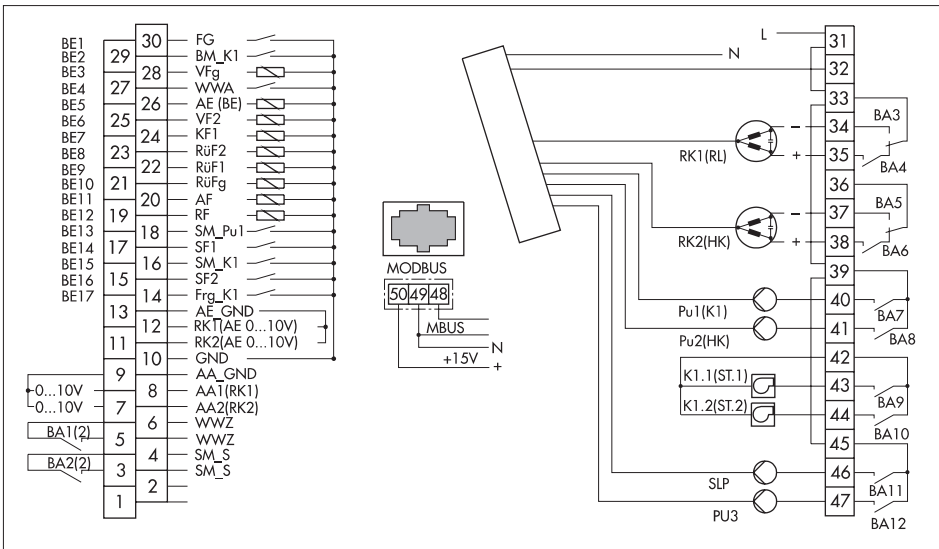 BE1 30 FG
BE2 29 BM_K1
BE3 28 VFg
BE4 27 WWA
BE5 26 AE (BE)
BE6 25 VF2
BE7 24 KF1
BE8 23 RüF2
BE9 22 RüF1
BE10 21 RüFg
BE11 20 AF
BE12 19 RF
BE13 18 SM_Pu1
BE14 17 SF1
BE15 16 SM_K1
BE16 15 SF2
BE17 14 Frg_K1
13 AE_GND
12 RK1(AE 0...10V)
11 RK2(AE 0...10V)
10 GND
9 AA_GND
0...10V 8 AA1(RK1)
0...10V 7 AA2(RK2)
6 WWZ
BA1(2) 5 WWZ
4 SM_S
BA2(2) 3 SM_S
2
1
MODBUS
50 49 48
MBUS
N
+15V +
L 31
N 32
33
BA3
34 −
RK1(RL) + 35
BA4
36
BA5
37 −
RK2(HK) + 38
BA6
39
40
Pu1(K1) BA7
41
Pu2(HK) BA8
42
K1.1(ST.1) 43
BA9
K1.2(ST.2) 44
BA10
45
46
SLP BA11
47
PU3 BA12